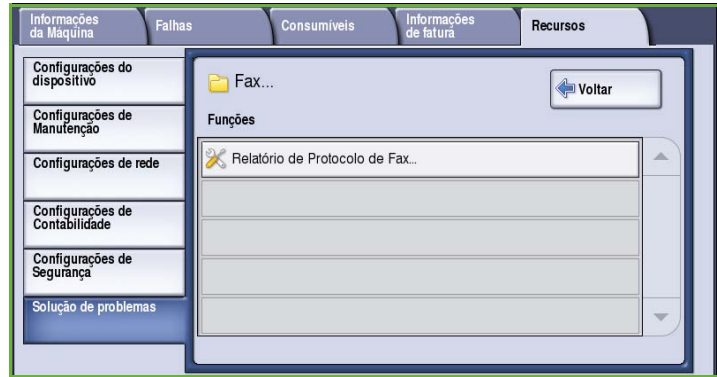 Informações
da Máquina
Falhas
Consumíveis
Informações
de faturá
Recursos
Configurações do
dispositivo
Configurações de
Manutenção
Configurações de rede
Configurações de
Contabilidade
Configurações de
Segurança
Solução de problemas
Fax...
Voltar
Funções
Relatório de Protocolo de Fax...